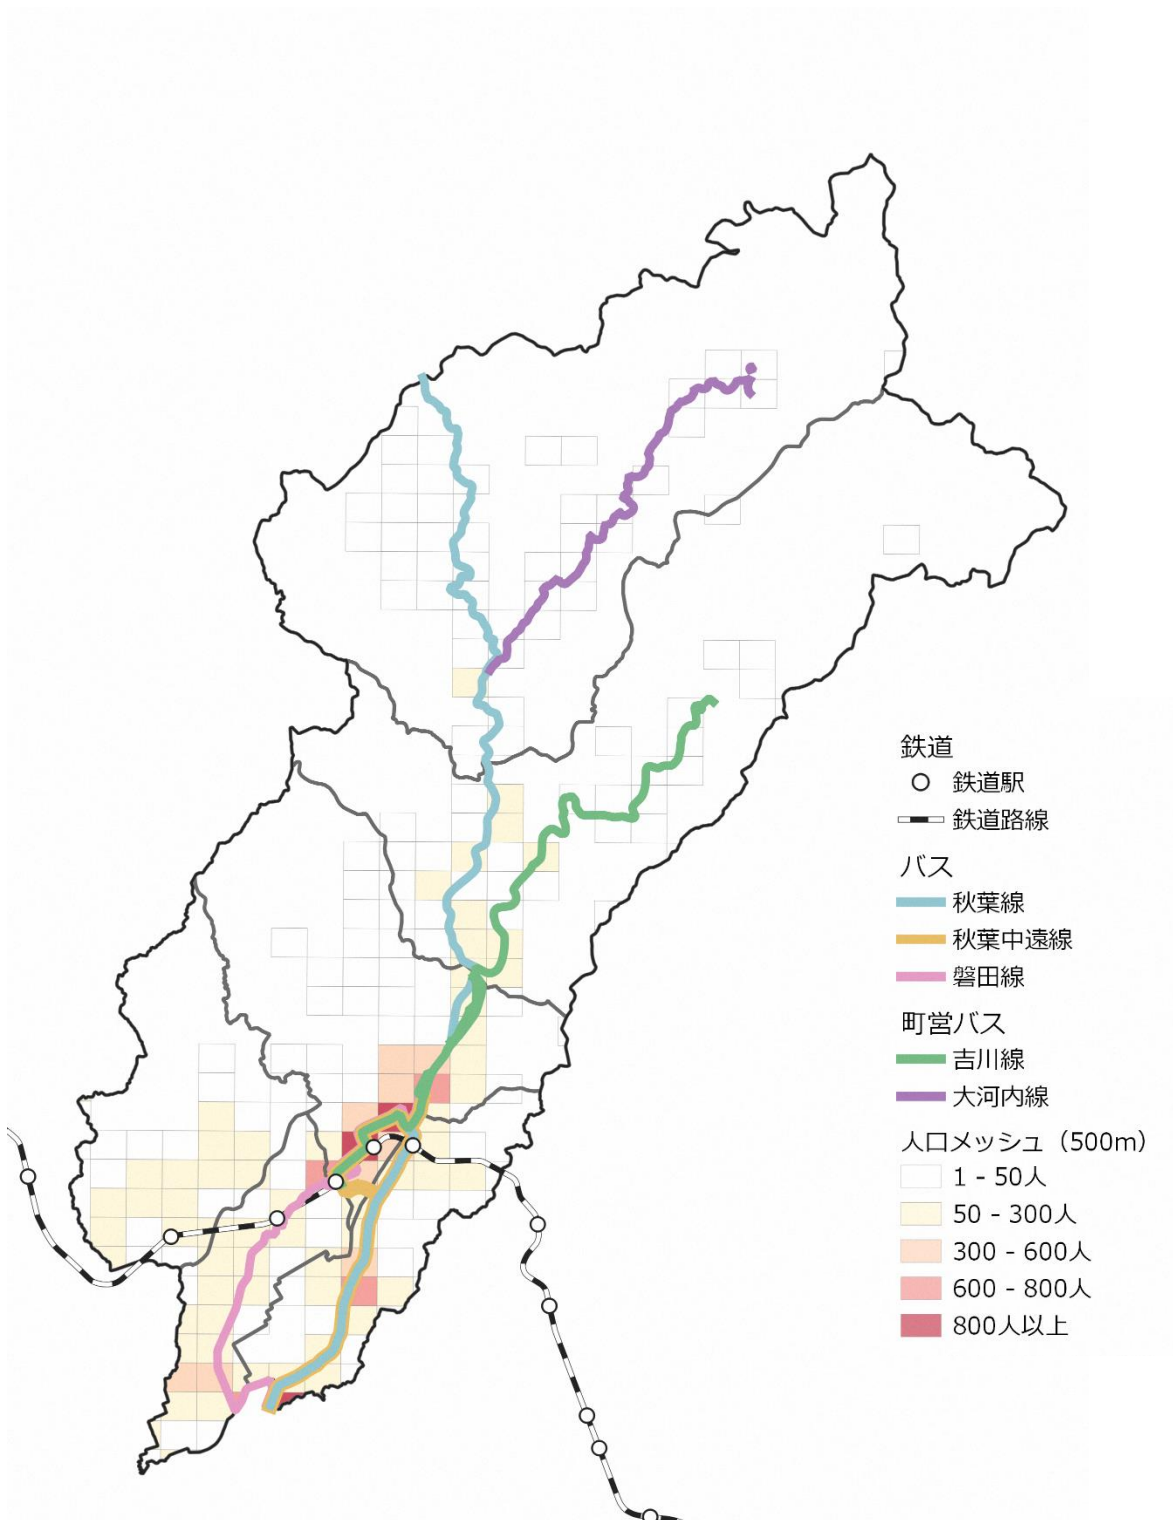 鉄道
鉄道駅
鉄道路線
バス
秋葉線
秋葉中遠線
磐田線
町営バス
吉川線
大河内線
人口メッシュ（500m）
1 - 50人
50 - 300人
300 - 600人
600 - 800人
800人以上